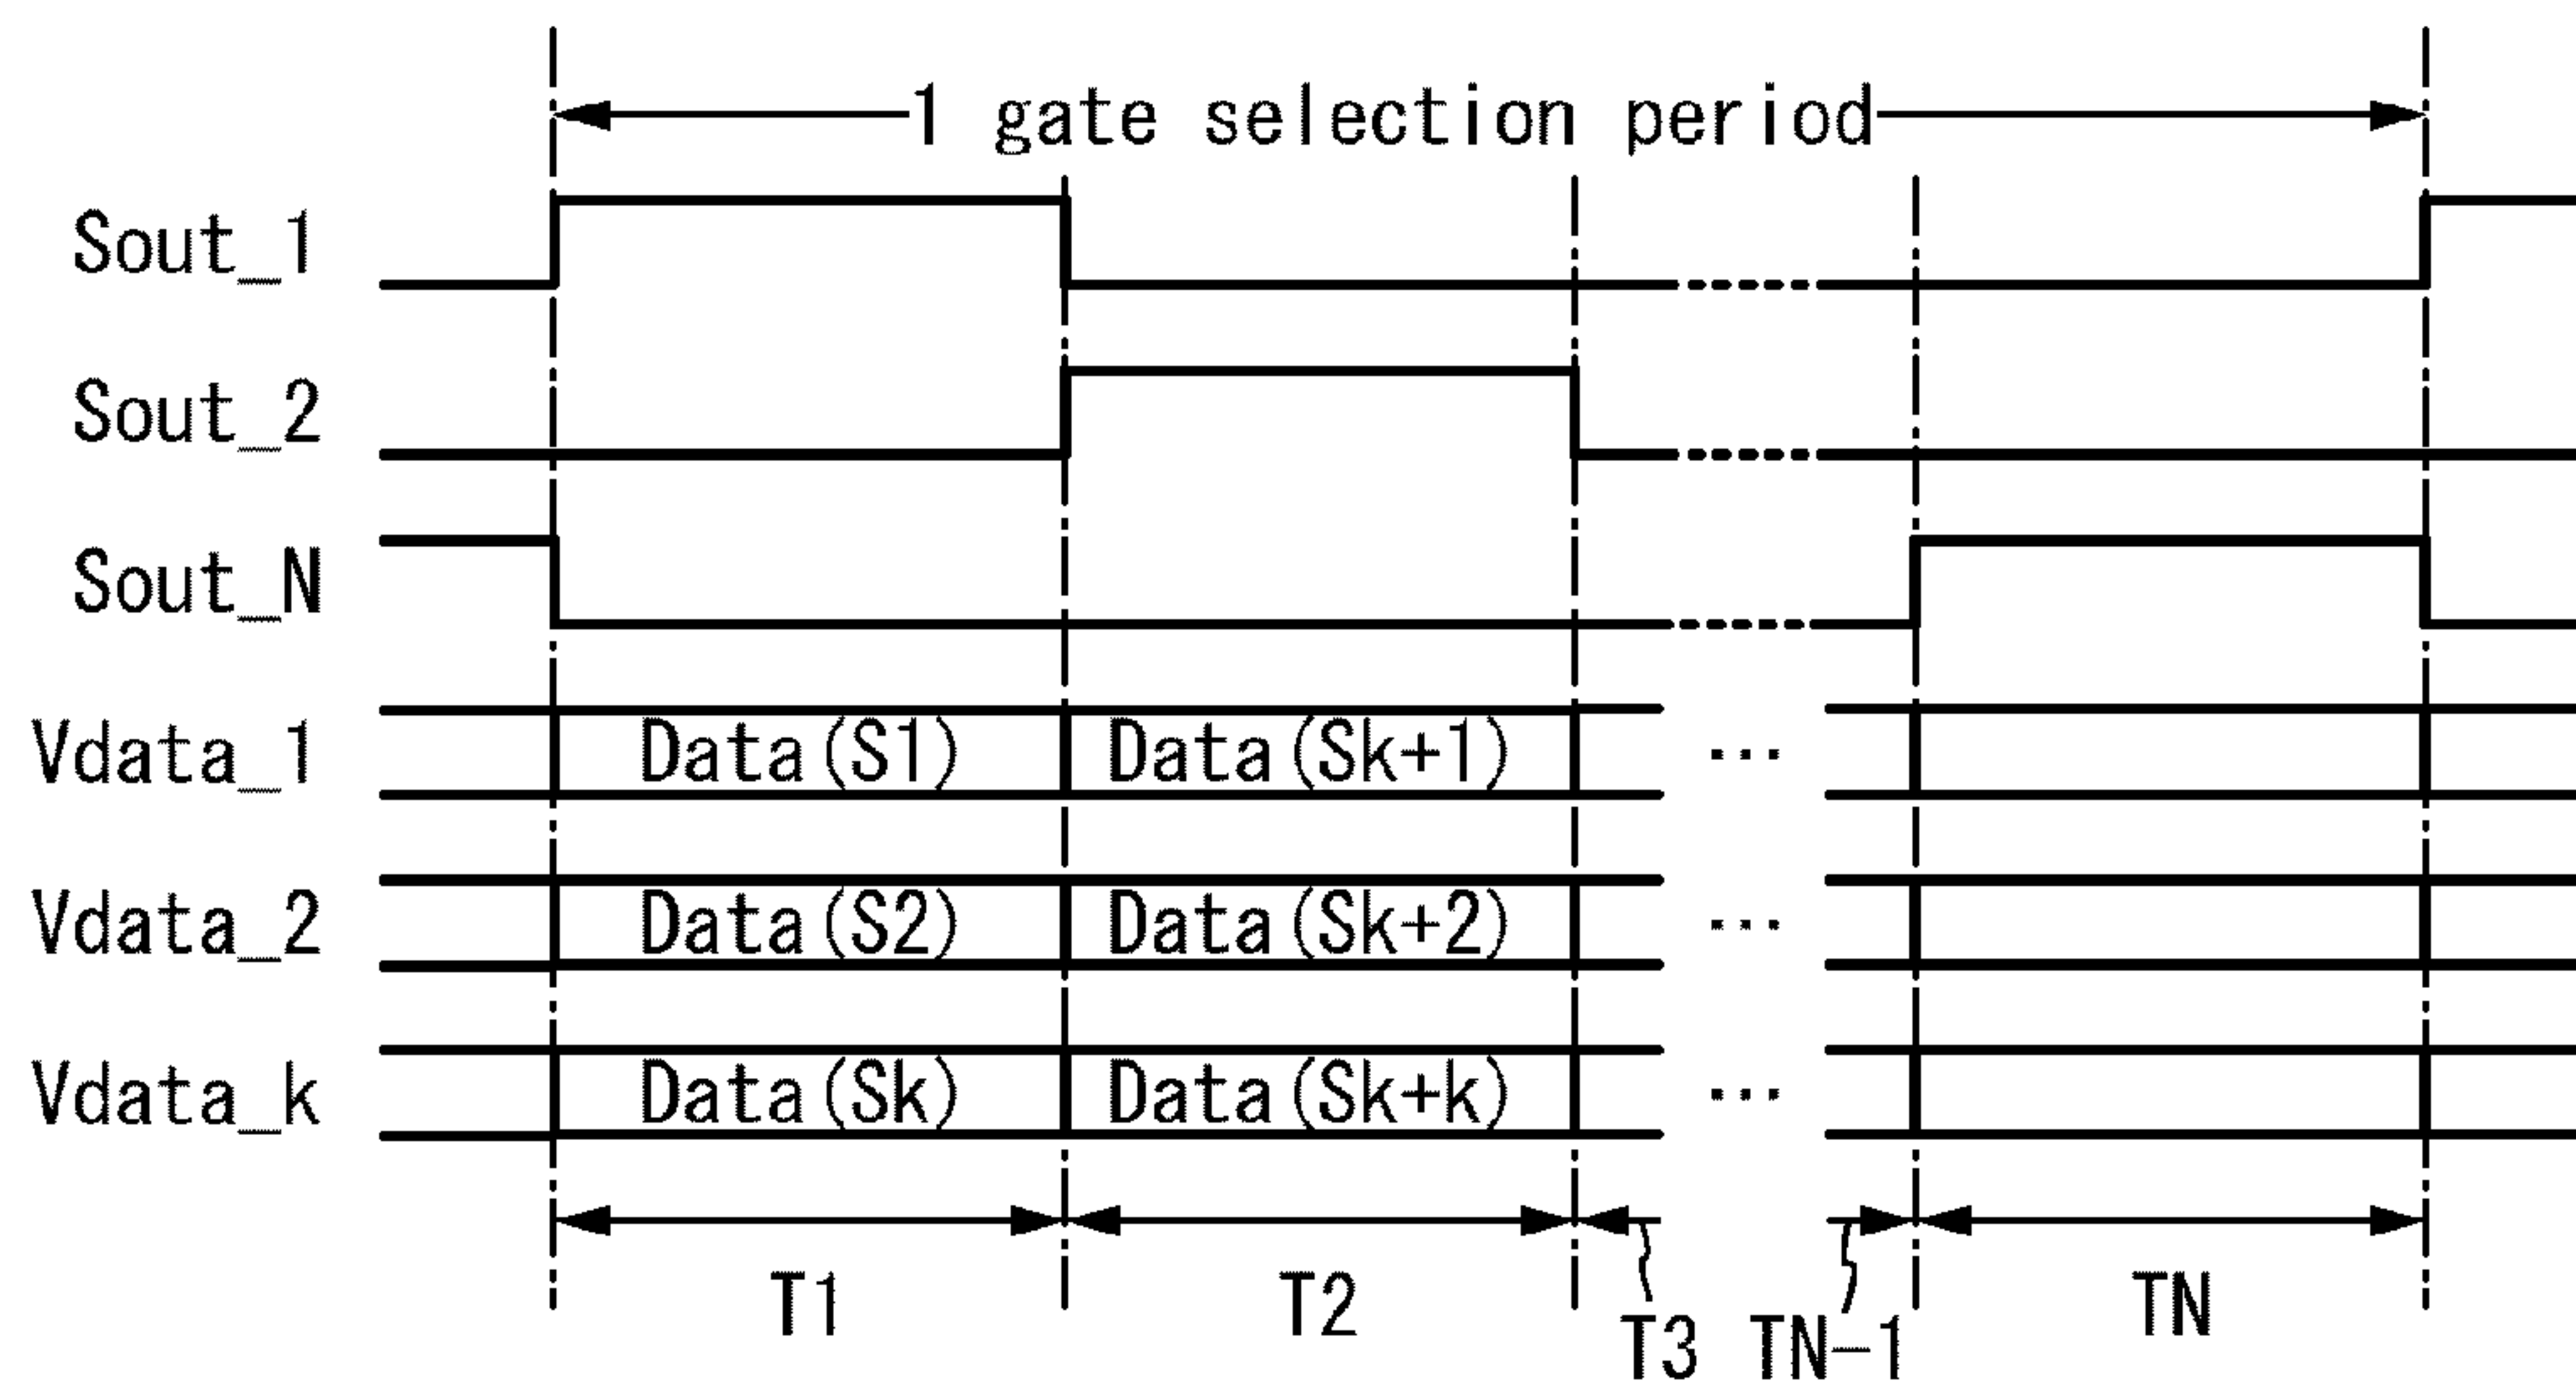 1 gate selection period
Sout_1
Sout_2
Sout_N
Vdata_1 Data(S1) Data(Sk+1) ...
Vdata_2 Data(S2) Data(Sk+2) ...
Vdata_k Data(Sk) Data(Sk+k) ...
T1 T2 T3 TN-1 TN